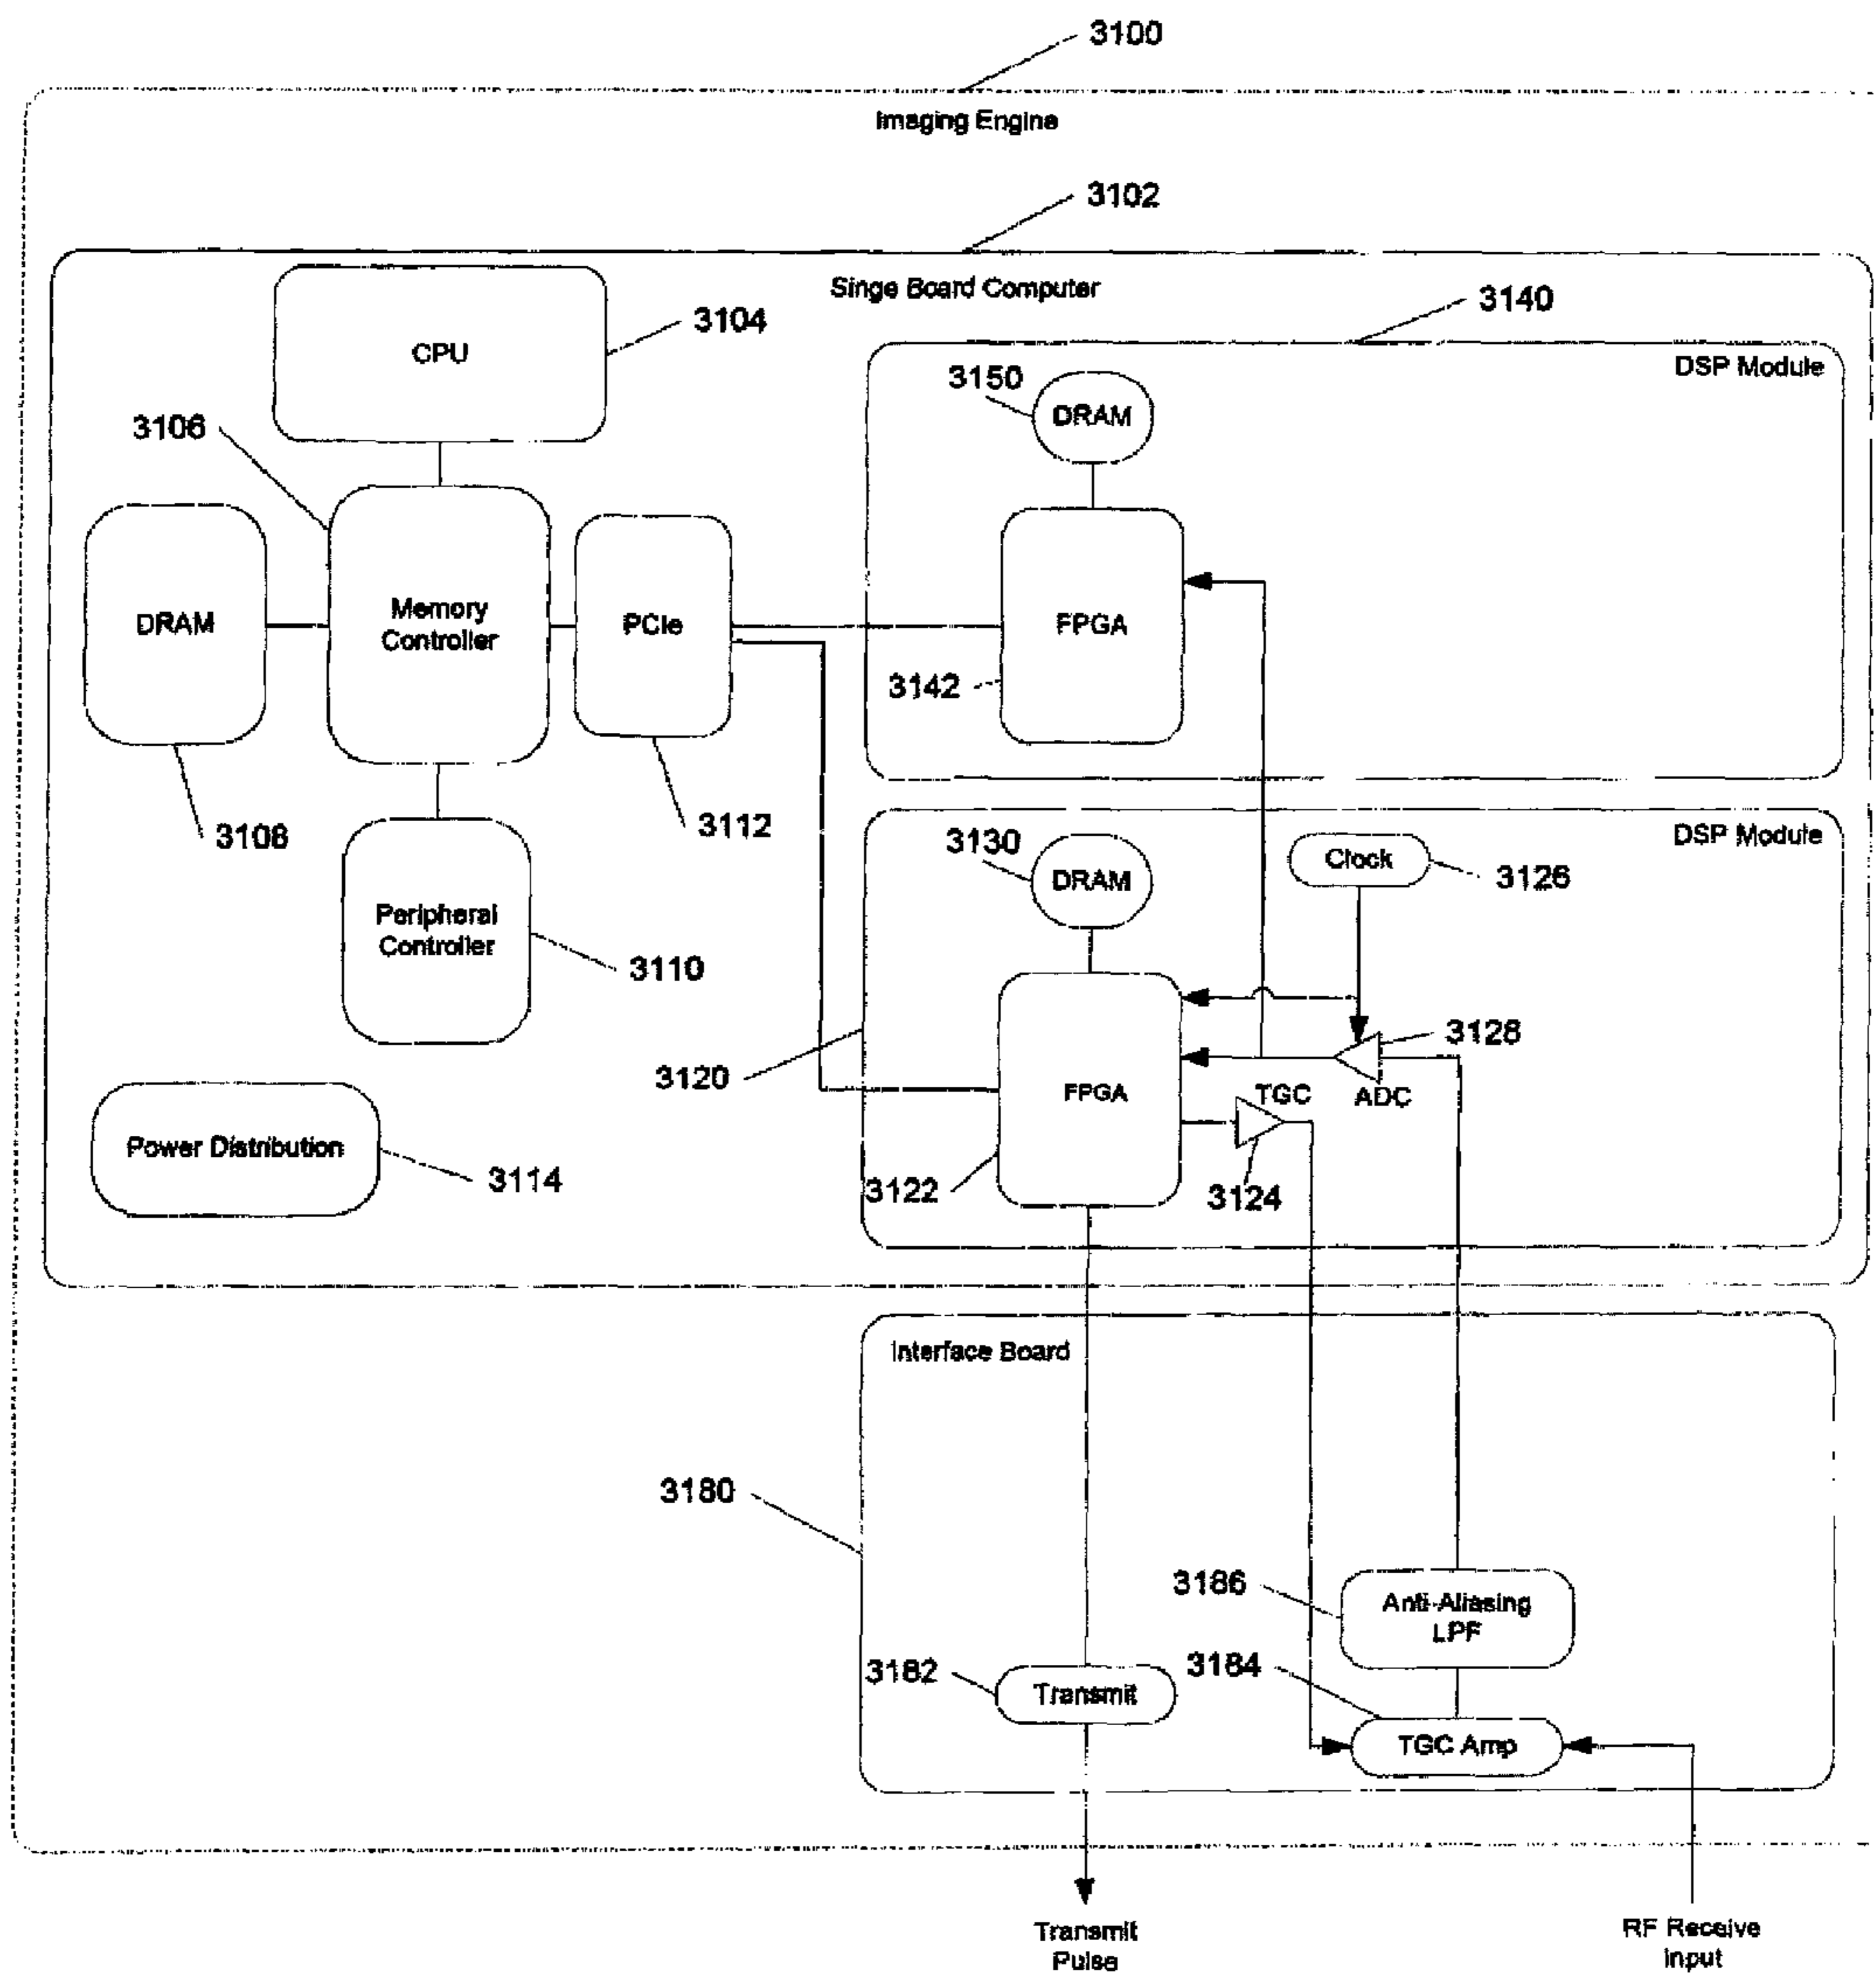 3100
Imaging Engine
3102
Singe Board Computer
3104
CPU
3140
DSP Module
3150
DRAM
3106
DRAM
Memory
Controller
PCIe
FPGA
3142
3108
3112
Peripheral
Controller
3110
DSP Module
3130
DRAM
Clock
3126
3128
3120
FPGA
TGC
ADC
Power Distribution
3114
3122
3124
Interface Board
3180
3186
Anti-Aliasing
LPF
3182
Transmit
3184
TGC Amp
Transmit
Pulse
RF Receive
Input